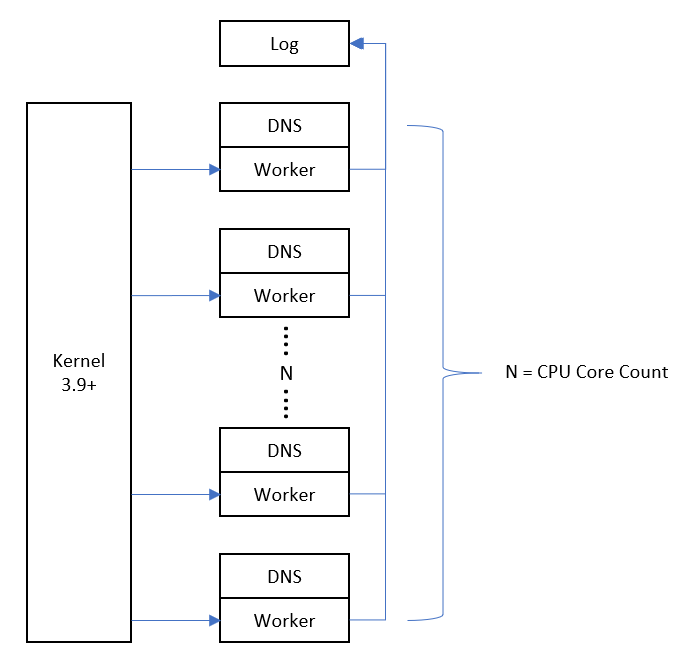 Log
DNS
Worker
DNS
Worker
Kernel
3.9+
N
N = CPU Core Count
DNS
Worker
DNS
Worker